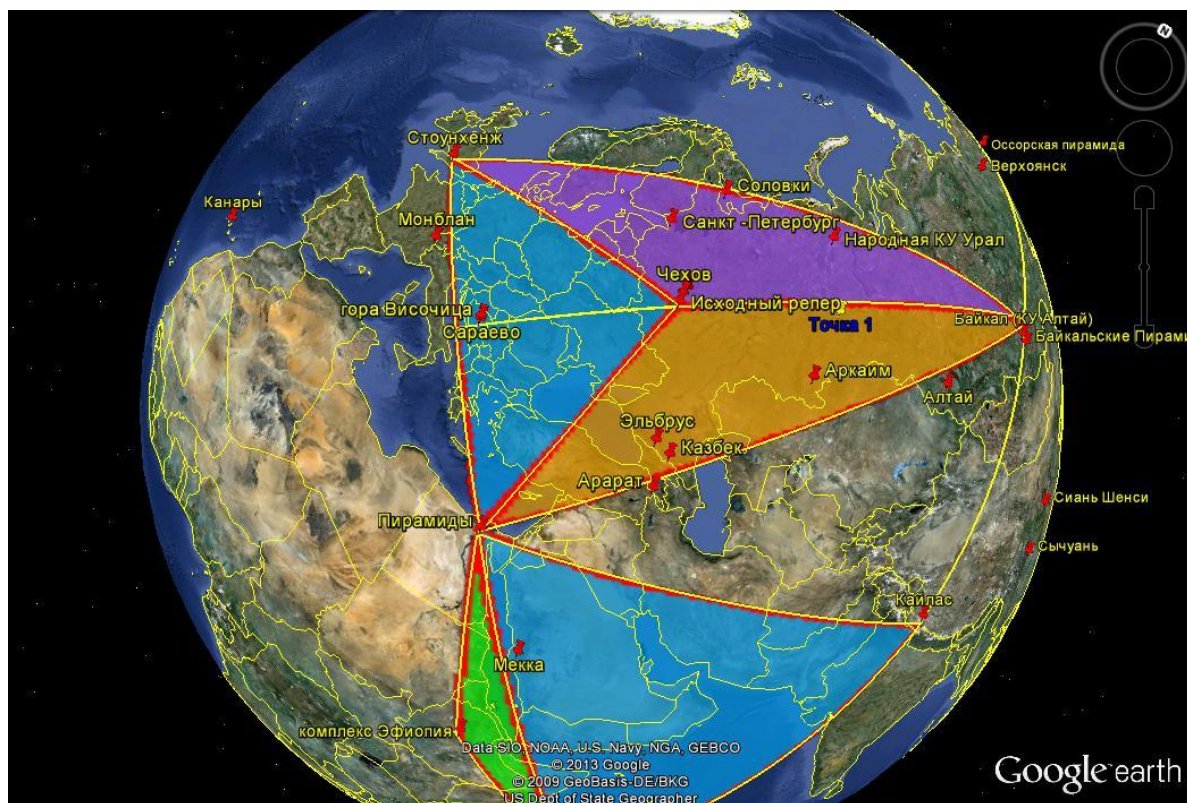 N
Стоунхенж
Оссорская пирамида
Верхоянск
Соловки
Канары
Монблан
Санкт -Петербург
Народная КУ Урал
Чехов
Исходный репер
гора Височица
Сараево
Точка 1
Байкал (КУ Алтай)
Байкальские Пирами
Аркаим
Алтай
Эльбрус
Казбек
Арарат
Сиань Шенси
Пирамиды
Сычуань
Кайлас
Мекка
комплекс Эфиопия
Data SIO, NOAA, U.S. Navy, NGA, GEBCO
© 2013 Google
© 2009 GeoBasis-DE/BKG
US Dept of State Geographer
Google earth